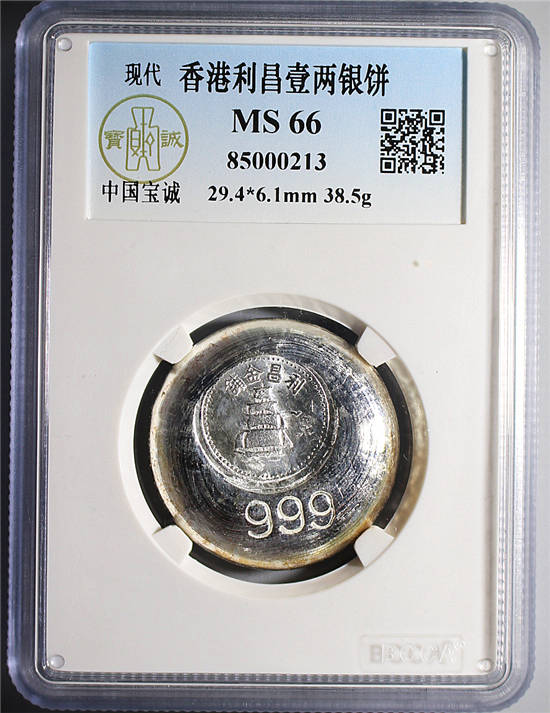 现代 香港利昌壹两银饼
MS 66
寶 誠
85000213
中国宝诚
29.4*6.1mm 38.5g
鋪金昌利
999